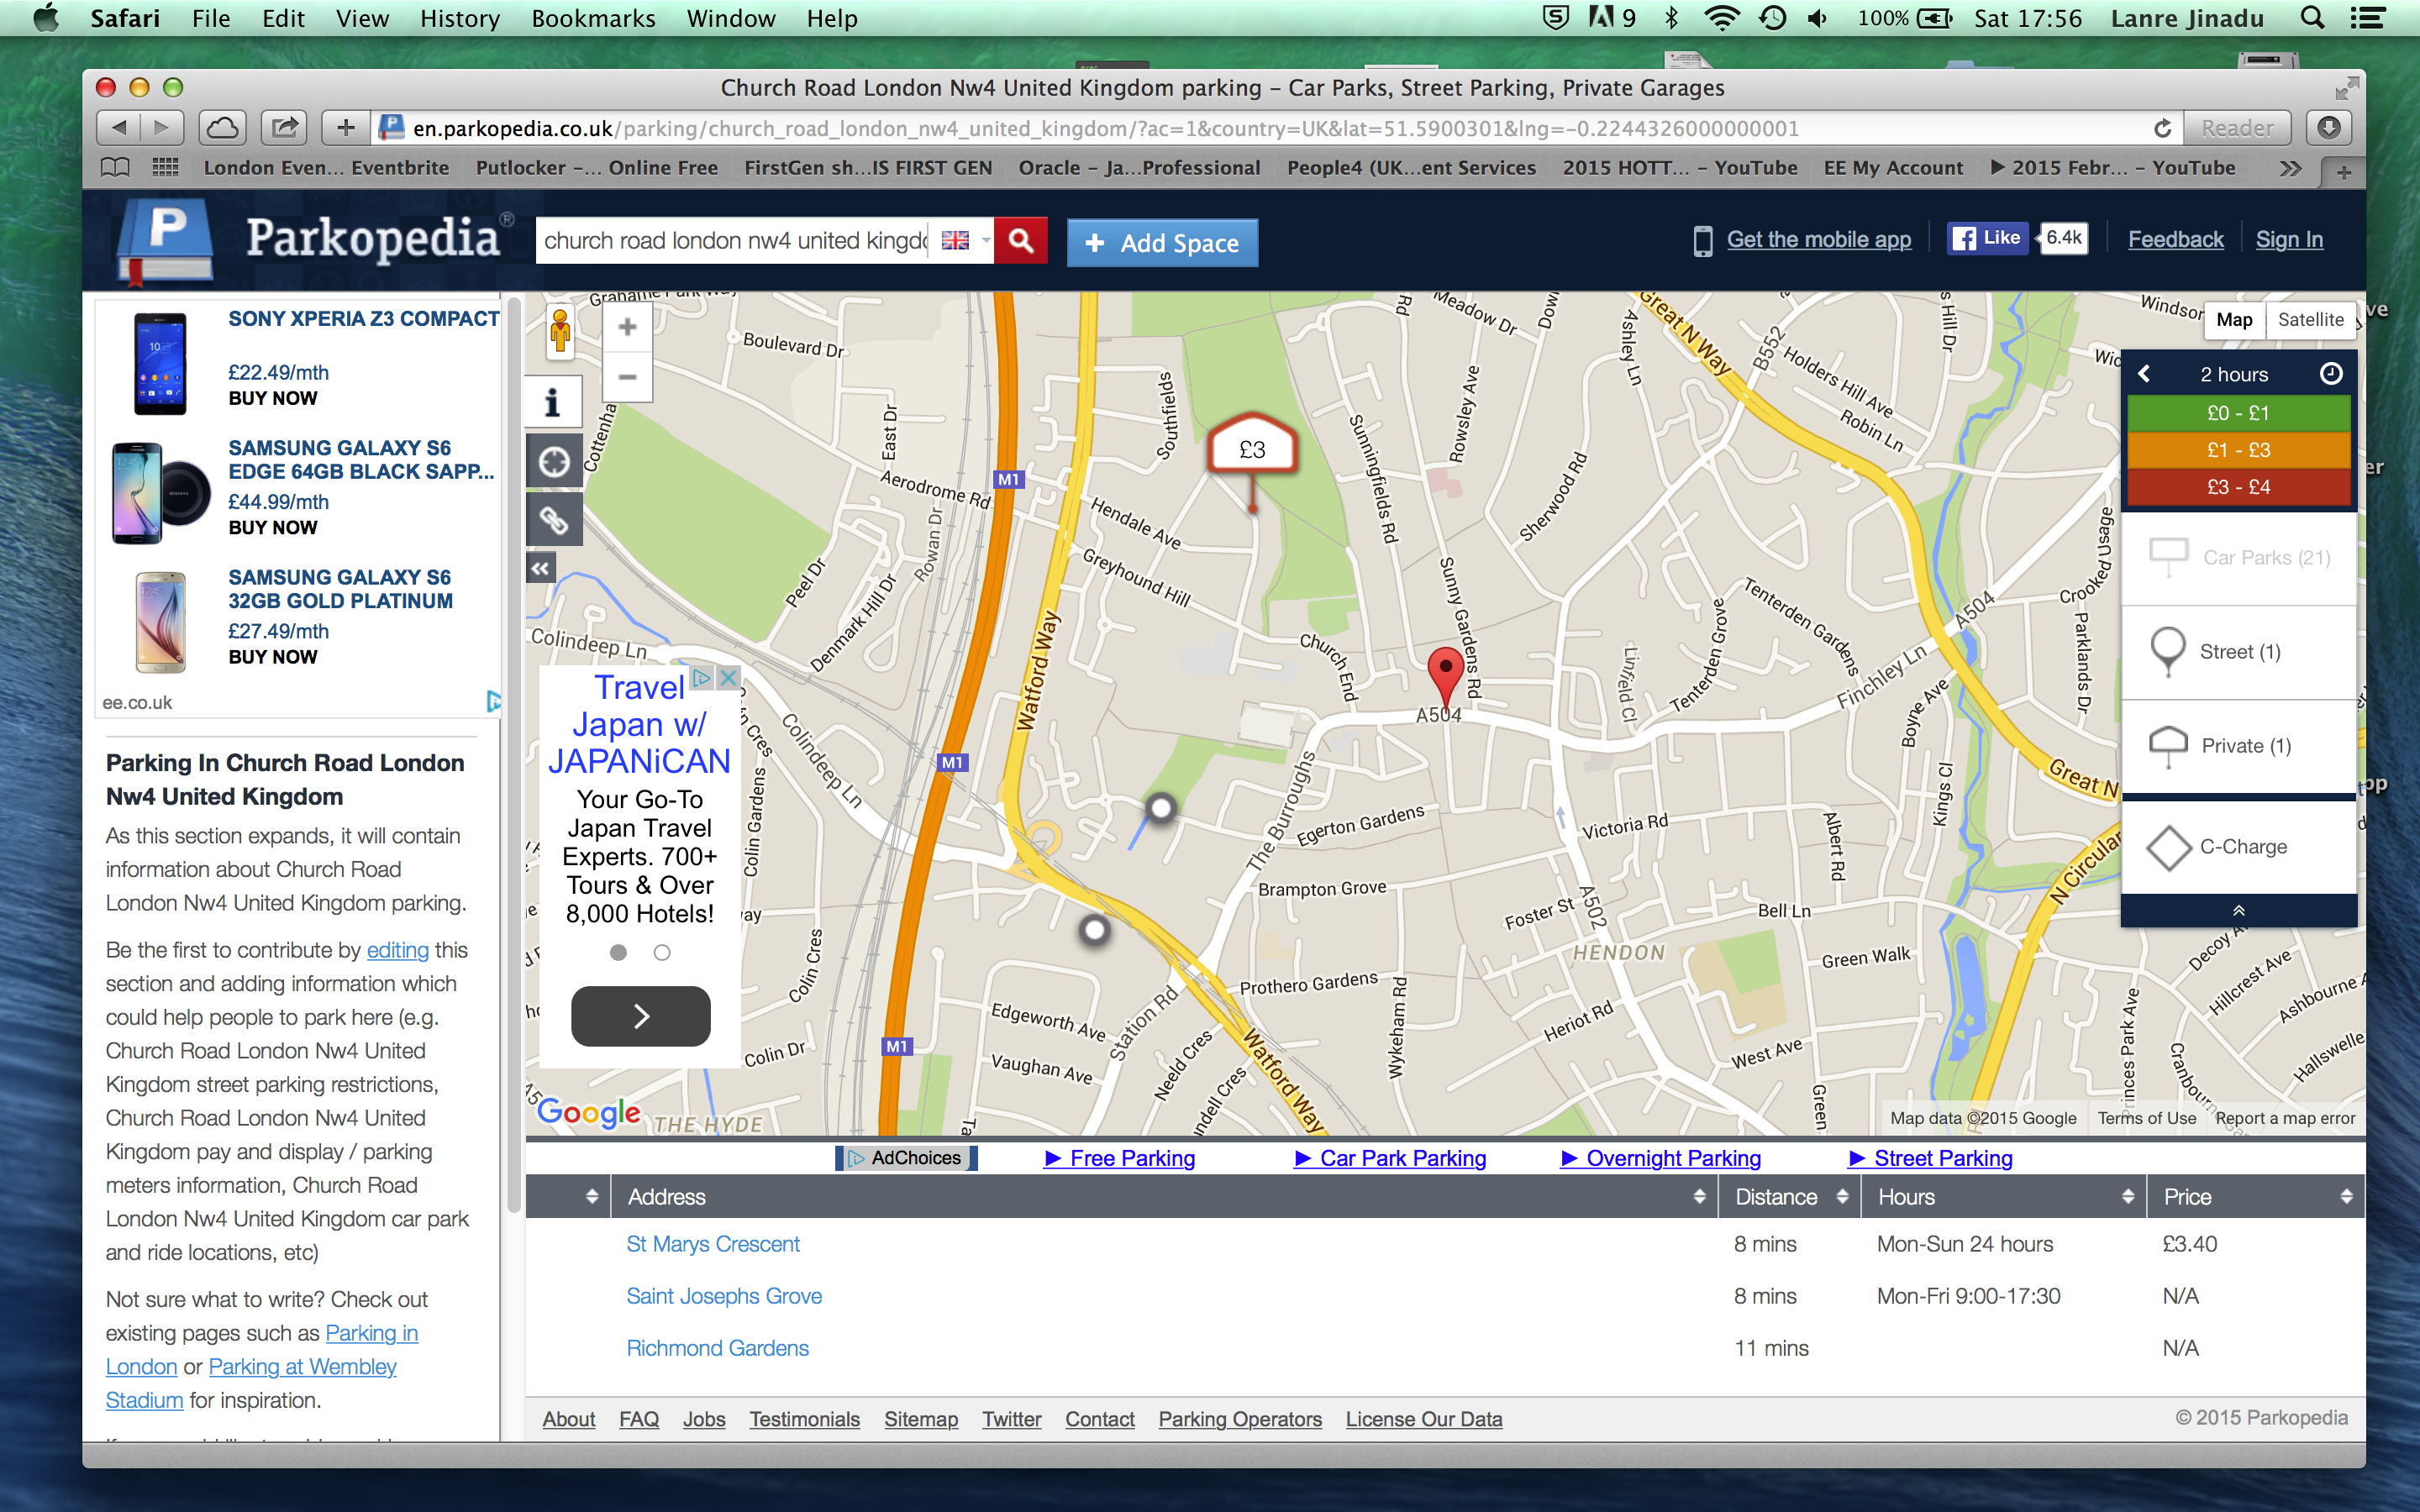 Safari File Edit View History Bookmarks Window Help 9 100% Sat 17:56 Lanre Jinadu
Church Road London Nw4 United Kingdom parking – Car Parks, Street Parking, Private Garages
en.parkopedia.co.uk/parking/church_road_london_nw4_united_kingdom/?ac=1&country=UK&lat=51.5900301&lng=-0.2244326000000001
Reader
London Even... Eventbrite Putlocker –... Online Free FirstGen sh...IS FIRST GEN Oracle – Ja...Professional People4 (UK...ent Services 2015 HOTT... – YouTube EE My Account ▶ 2015 Febr... – YouTube
P Parkopedia®
church road london nw4 united kingdo
+ Add Space
Get the mobile app
Like 6.4k
Feedback
Sign In
SONY XPERIA Z3 COMPACT
£22.49/mth
BUY NOW
SAMSUNG GALAXY S6
EDGE 64GB BLACK SAPP...
£44.99/mth
BUY NOW
SAMSUNG GALAXY S6
32GB GOLD PLATINUM
£27.49/mth
BUY NOW
ee.co.uk
Parking In Church Road London
Nw4 United Kingdom
As this section expands, it will contain
information about Church Road
London Nw4 United Kingdom parking.
Be the first to contribute by editing this
section and adding information which
could help people to park here (e.g.
Church Road London Nw4 United
Kingdom street parking restrictions,
Church Road London Nw4 United
Kingdom pay and display / parking
meters information, Church Road
London Nw4 United Kingdom car park
and ride locations, etc)
Not sure what to write? Check out
existing pages such as Parking in
London or Parking at Wembley
Stadium for inspiration.
Grahame Park Way
Boulevard Dr
East Dr
Cottenha
Aerodrome Rd
Rowan Dr
Peel Dr
Denmark Hill Dr
Colindeep Ln
Colindeep Ln
M1
M1
M1
Watford Way
Southfields
£3
Hendale Ave
Greyhound Hill
Church End
Sunningfields Rd
Sunny Gardens Rd
Rowsley Ave
Meadow Dr
Rd
Sherwood Rd
Ashley Ln
Great N Way
B552
Holders Hill Ave
Robin Ln
s Hill Dr
Windsor
Tenterden Gardens
Tenterden Grove
Linfield Cl
Finchley Ln
A504
A504
Crooked Usage
Parklands Dr
Boyne Ave
Kings Cl
Great N
N Circular
The Burroughs
Egerton Gardens
Brampton Grove
Victoria Rd
Albert Rd
Foster St
A502
Bell Ln
HENDON
Green Walk
Prothero Gardens
Wykeham Rd
Heriot Rd
West Ave
Green
Princes Park Ave
Decoy A
Hillcrest Ave
Ashbourne A
Hallswelle
Cranbourn
Edgeworth Ave
Station Rd
Vaughan Ave
Neeld Cres
ndell Cres
Watford Way
Colin Gardens
Colin Cres
Colin Dr
THE HYDE
Travel
Japan w/
JAPANiCAN
Your Go-To
Japan Travel
Experts. 700+
Tours & Over
8,000 Hotels!
Google
Map Satellite
2 hours
£0 - £1
£1 - £3
£3 - £4
Car Parks (21)
Street (1)
Private (1)
C-Charge
Map data ©2015 Google Terms of Use Report a map error
AdChoices ► Free Parking ► Car Park Parking ► Overnight Parking ► Street Parking
Address Distance Hours Price
St Marys Crescent 8 mins Mon-Sun 24 hours £3.40
Saint Josephs Grove 8 mins Mon-Fri 9:00-17:30 N/A
Richmond Gardens 11 mins N/A
About FAQ Jobs Testimonials Sitemap Twitter Contact Parking Operators License Our Data
© 2015 Parkopedia